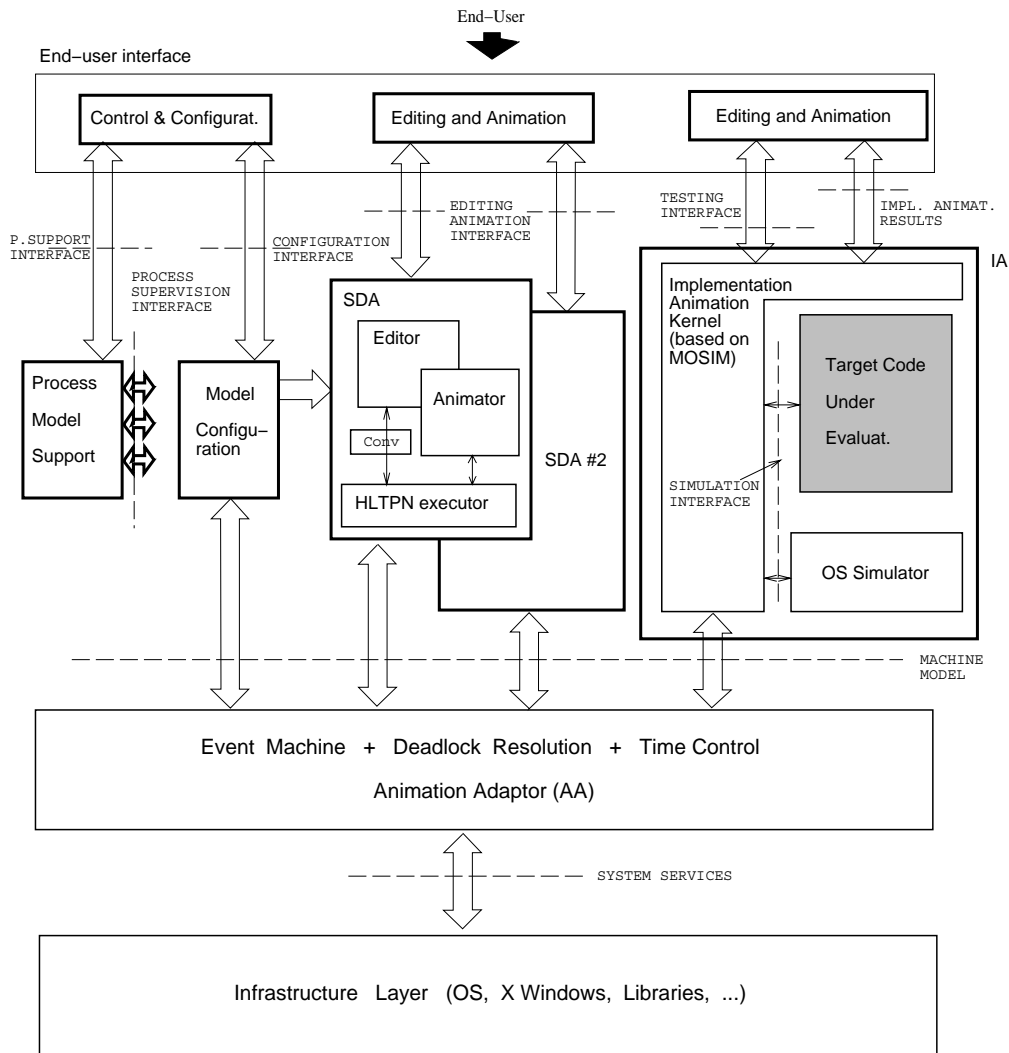 End–User
End–user interface
Control & Configurat.
Editing and Animation
Editing and Animation
P.SUPPORT
INTERFACE
PROCESS
SUPERVISION
INTERFACE
CONFIGURATION
INTERFACE
EDITING
ANIMATION
INTERFACE
TESTING
INTERFACE
IMPL. ANIMAT.
RESULTS
IA
Process
Model
Support
Model
Configu–
ration
SDA
Editor
Animator
Conv
HLTPN executor
SDA #2
Implementation
Animation
Kernel
(based on
MOSIM)
Target Code
Under
Evaluat.
SIMULATION
INTERFACE
OS Simulator
MACHINE
MODEL
Event Machine + Deadlock Resolution + Time Control
Animation Adaptor (AA)
SYSTEM SERVICES
Infrastructure Layer (OS, X Windows, Libraries, ...)